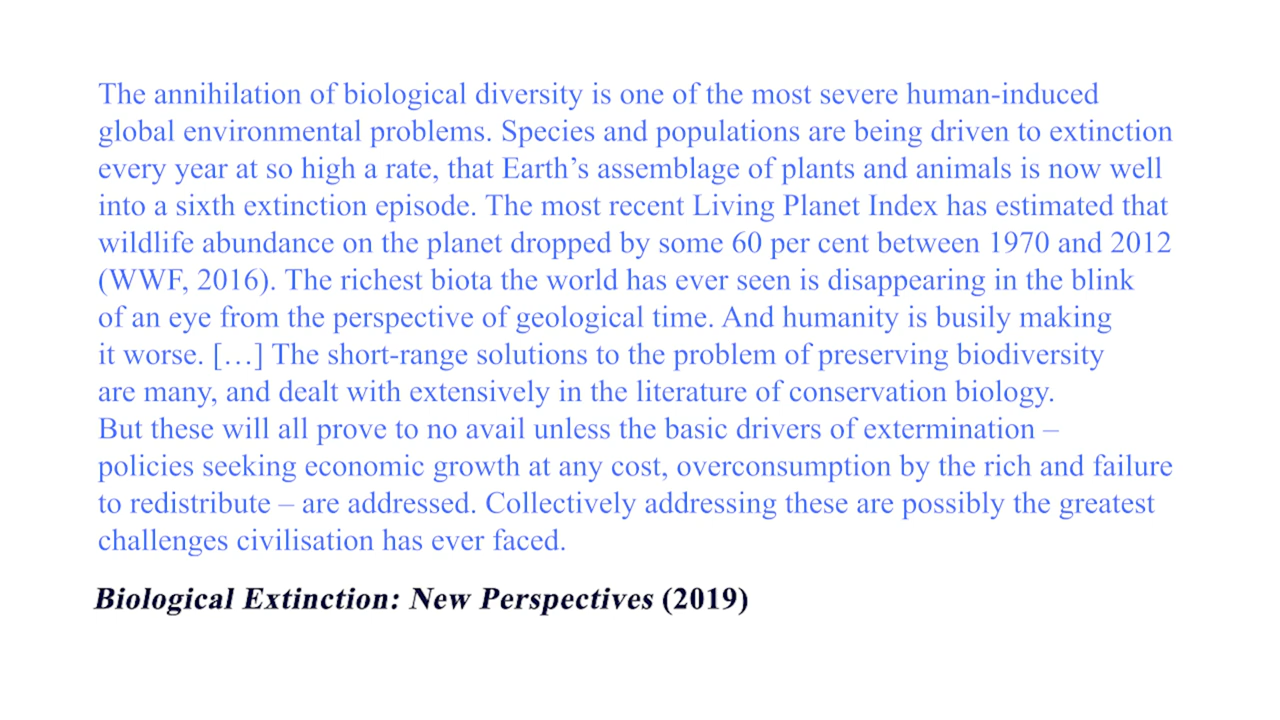 The annihilation of biological diversity is one of the most severe human-induced
global environmental problems. Species and populations are being driven to extinction
every year at so high a rate, that Earth’s assemblage of plants and animals is now well
into a sixth extinction episode. The most recent Living Planet Index has estimated that
wildlife abundance on the planet dropped by some 60 per cent between 1970 and 2012
(WWF, 2016). The richest biota the world has ever seen is disappearing in the blink
of an eye from the perspective of geological time. And humanity is busily making
it worse. […] The short-range solutions to the problem of preserving biodiversity
are many, and dealt with extensively in the literature of conservation biology.
But these will all prove to no avail unless the basic drivers of extermination –
policies seeking economic growth at any cost, overconsumption by the rich and failure
to redistribute – are addressed. Collectively addressing these are possibly the greatest
challenges civilisation has ever faced.
Biological Extinction: New Perspectives (2019)